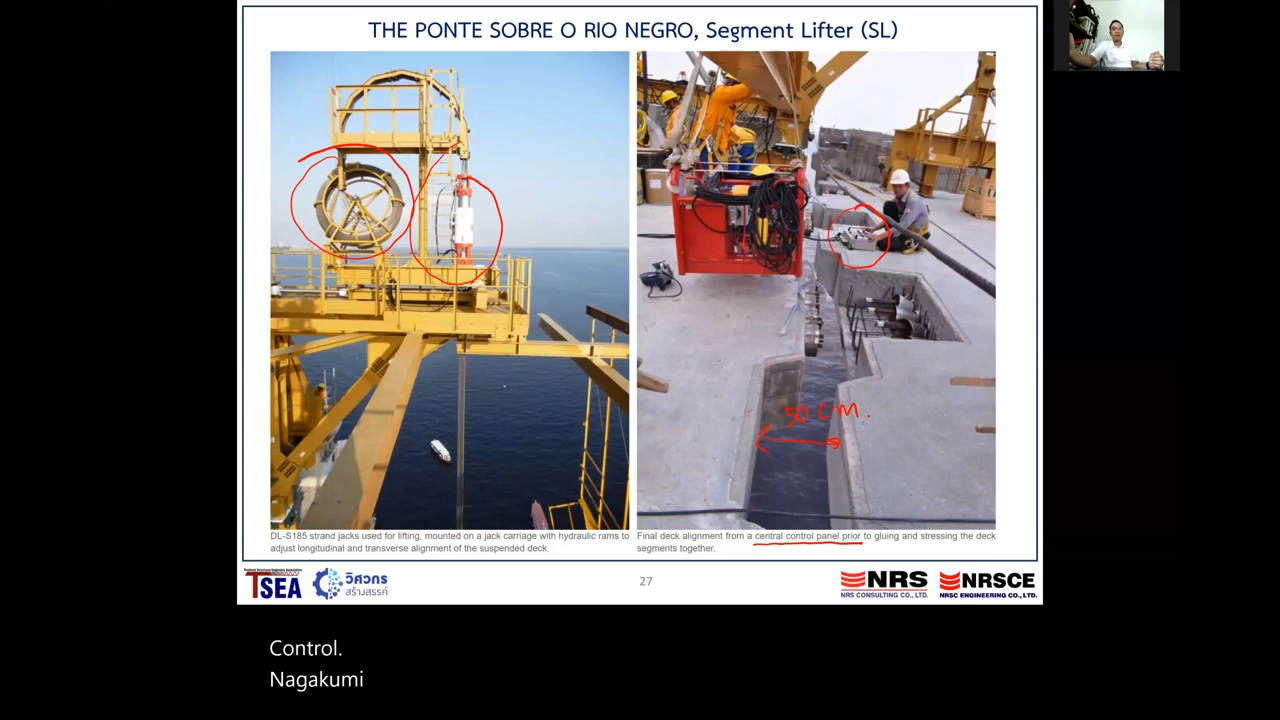 THE PONTE SOBRE O RIO NEGRO, Segment Lifter (SL)
50 CM.
DL-S185 strand jacks used for lifting, mounted on a jack carriage with hydraulic rams to
adjust longitudinal and transverse alignment of the suspended deck.
Final deck alignment from a central control panel prior to gluing and stressing the deck
segments together.
Thailand Structural Engineers Association
TSEA
วิศวกร
สร้างสรรค์
27
NRS
NRS CONSULTING CO., LTD.
NRSCE
NRSC ENGINEERING CO., LTD.
Control.
Nagakumi